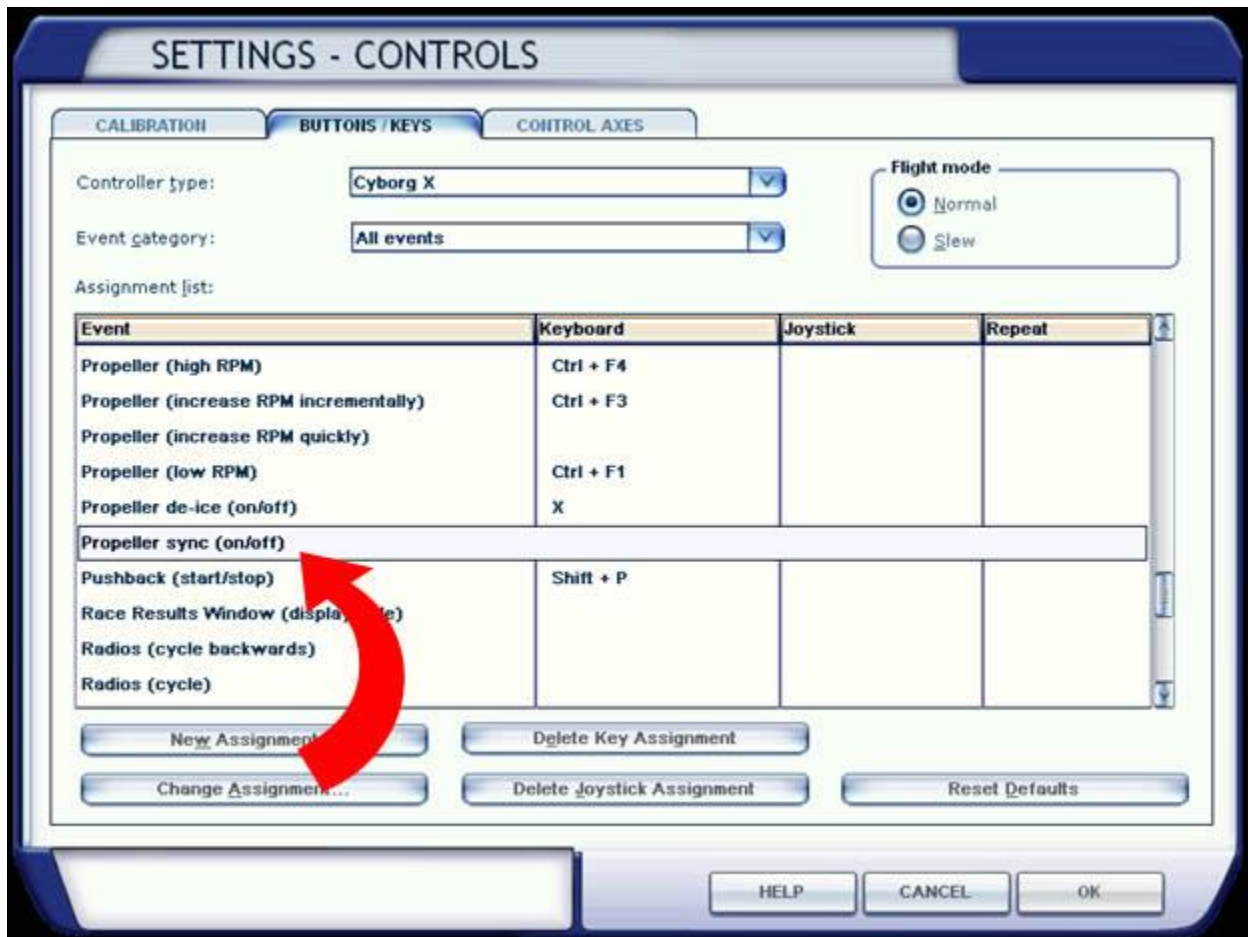 SETTINGS - CONTROLS
CALIBRATION BUTTONS / KEYS CONTROL AXES
Controller type: Cyborg X
Flight mode
Normal
Event category: All events
Slew
Assignment list:
Event Keyboard Joystick Repeat
Propeller (high RPM) Ctrl + F4
Propeller (increase RPM incrementally) Ctrl + F3
Propeller (increase RPM quickly)
Propeller (low RPM) Ctrl + F1
Propeller de-ice (on/off) X
Propeller sync (on/off)
Pushback (start/stop) Shift + P
Race Results Window
Radios (cycle backwards)
Radios (cycle)
New Assignment Delete Key Assignment
Change Assignment... Delete Joystick Assignment Reset Defaults
HELP CANCEL OK